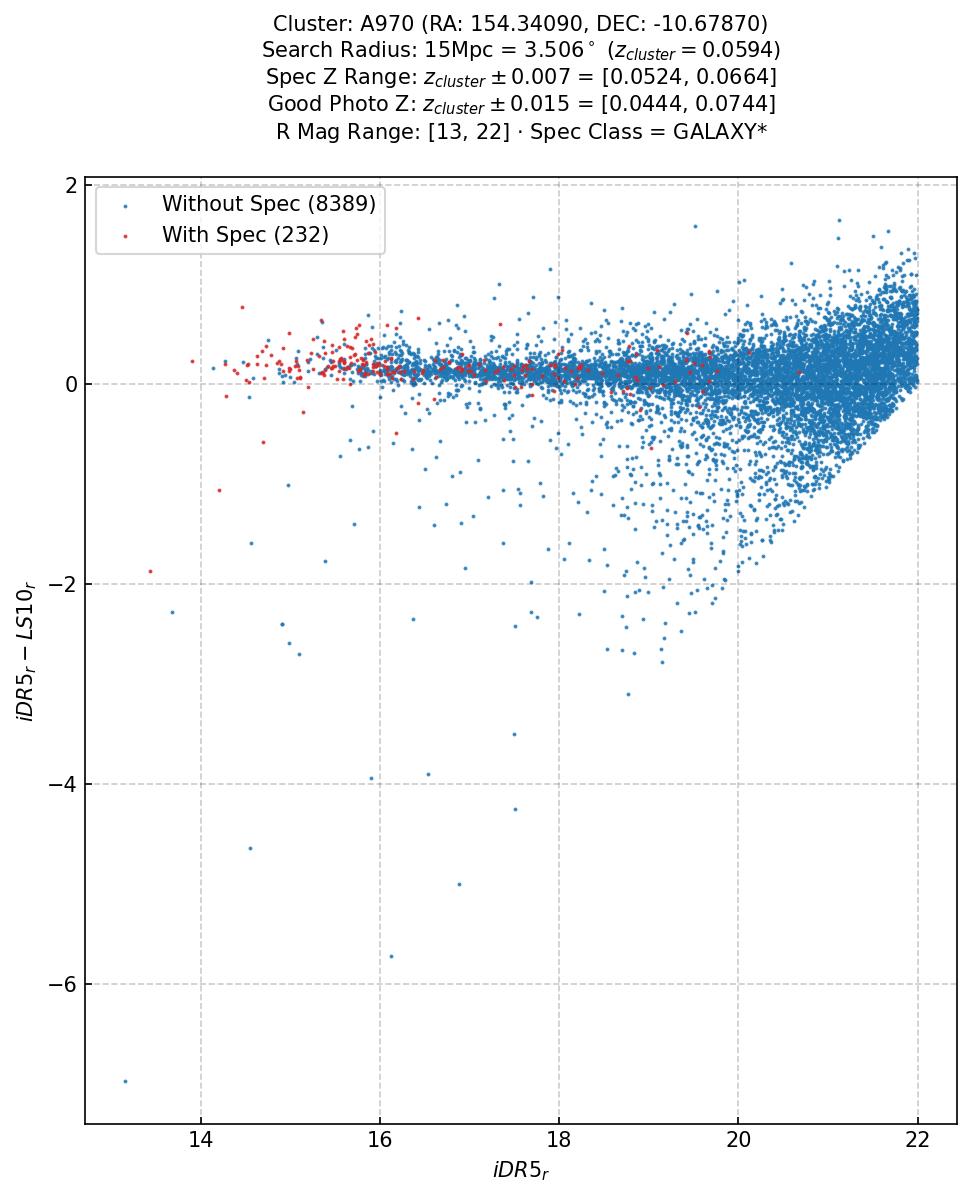 Cluster: A970 (RA: 154.34090, DEC: -10.67870)
Search Radius: 15Mpc = 3.506° (z_cluster = 0.0594)
Spec Z Range: z_cluster ± 0.007 = [0.0524, 0.0664]
Good Photo Z: z_cluster ± 0.015 = [0.0444, 0.0744]
R Mag Range: [13, 22] · Spec Class = GALAXY*
Without Spec (8389)
With Spec (232)
2
0
−2
−4
−6
iDR5_r − LS10_r
14 16 18 20 22
iDR5_r